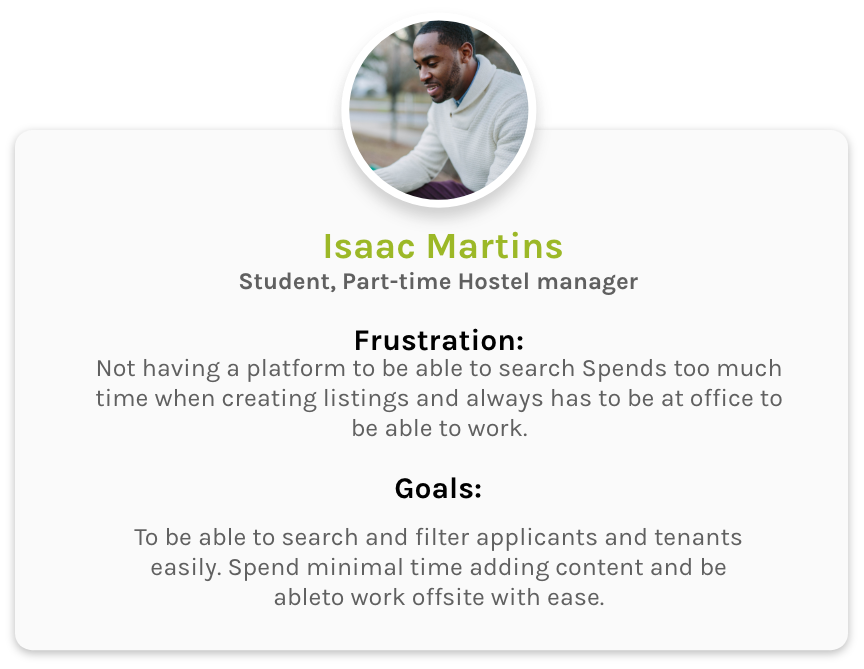 Isaac Martins
Student, Part-time Hostel manager
Frustration:
Not having a platform to be able to search Spends too much
time when creating listings and always has to be at office to
be able to work.
Goals:
To be able to search and filter applicants and tenants
easily. Spend minimal time adding content and be
ableto work offsite with ease.